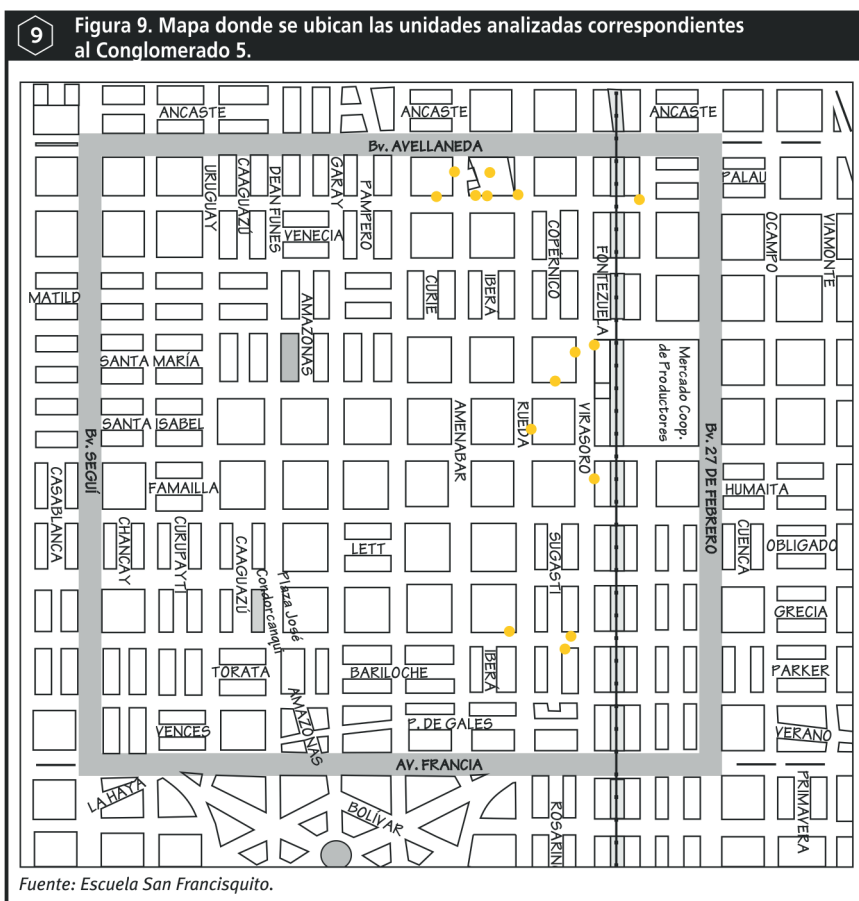 9
Figura 9. Mapa donde se ubican las unidades analizadas correspondientes
al Conglomerado 5.
ANCASTE
ANCASTE
ANCASTE
Bv. AVELLANEDA
URUGUAY
CAAGUAZÚ
DEAN FUNES
GARAY
PAMPERO
PALAU
VENECIA
COPÉRNICO
FONTEZUELA
OCAMPO
VIAMONTE
MATILD
AMAZONAS
CURIE
IBERÁ
SANTA MARÍA
Mercado Coop.
de Productores
SANTA ISABEL
AMENABAR
RUEDA
VIRASORO
Bv. SEGUÍ
Bv. 27 DE FEBRERO
CASABLANCA
FAMAILLA
HUMAITA
CHANCAY
CURUPAYTI
CAAGUAZÚ
LETT
SUGASTI
CUENCA
OBLIGADO
Plaza José
Condorcanqui
GRECIA
TORATA
BARILOCHE
IBERÁ
PARKER
AMAZONAS
VENCES
P. DE GALES
VERANO
AV. FRANCIA
LA HAYA
BOLÍVAR
ROSARIN
PRIMAVERA
Fuente: Escuela San Francisquito.